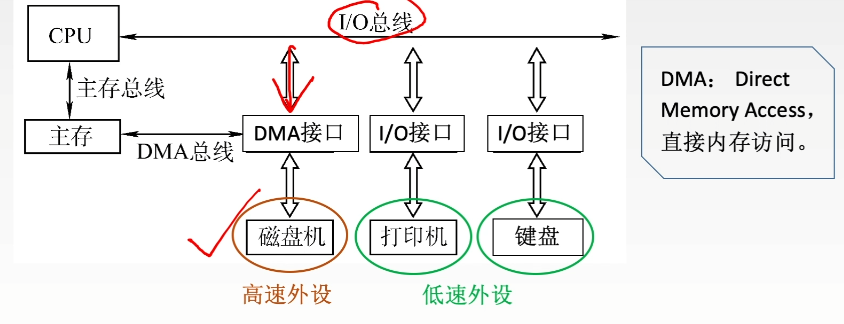 I/O总线
CPU
主存总线
主存
DMA总线
DMA接口
I/O接口
I/O接口
磁盘机
打印机
键盘
高速外设
低速外设
DMA: Direct
Memory Access,
直接内存访问。